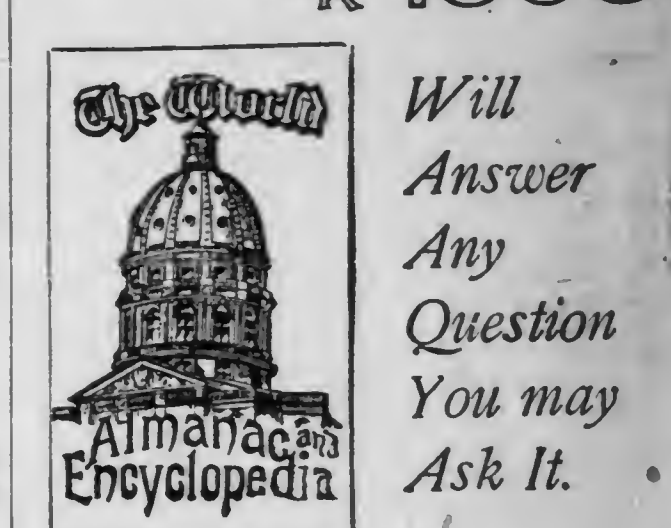 The World
Almanac and
Encyclopedia
Will
Answer
Any
Question
You may
Ask It.